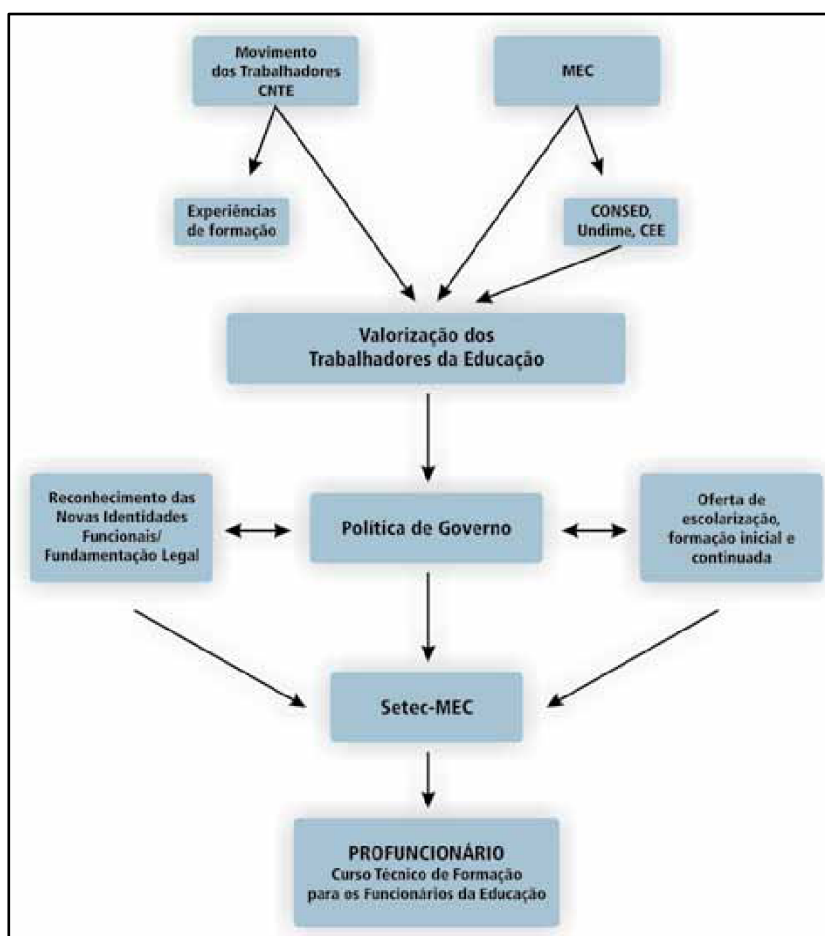 Movimento
dos Trabalhadores
CNTE
MEC
Experiências
de formação
CONSED,
Undime, CEE
Valorização dos
Trabalhadores da Educação
Reconhecimento das
Novas Identidades
Funcionais/
Fundamentação Legal
Política de Governo
Oferta de
escolarização,
formação inicial e
continuada
Setec-MEC
PROFUNCIONÁRIO
Curso Técnico de Formação
para os Funcionários da Educação